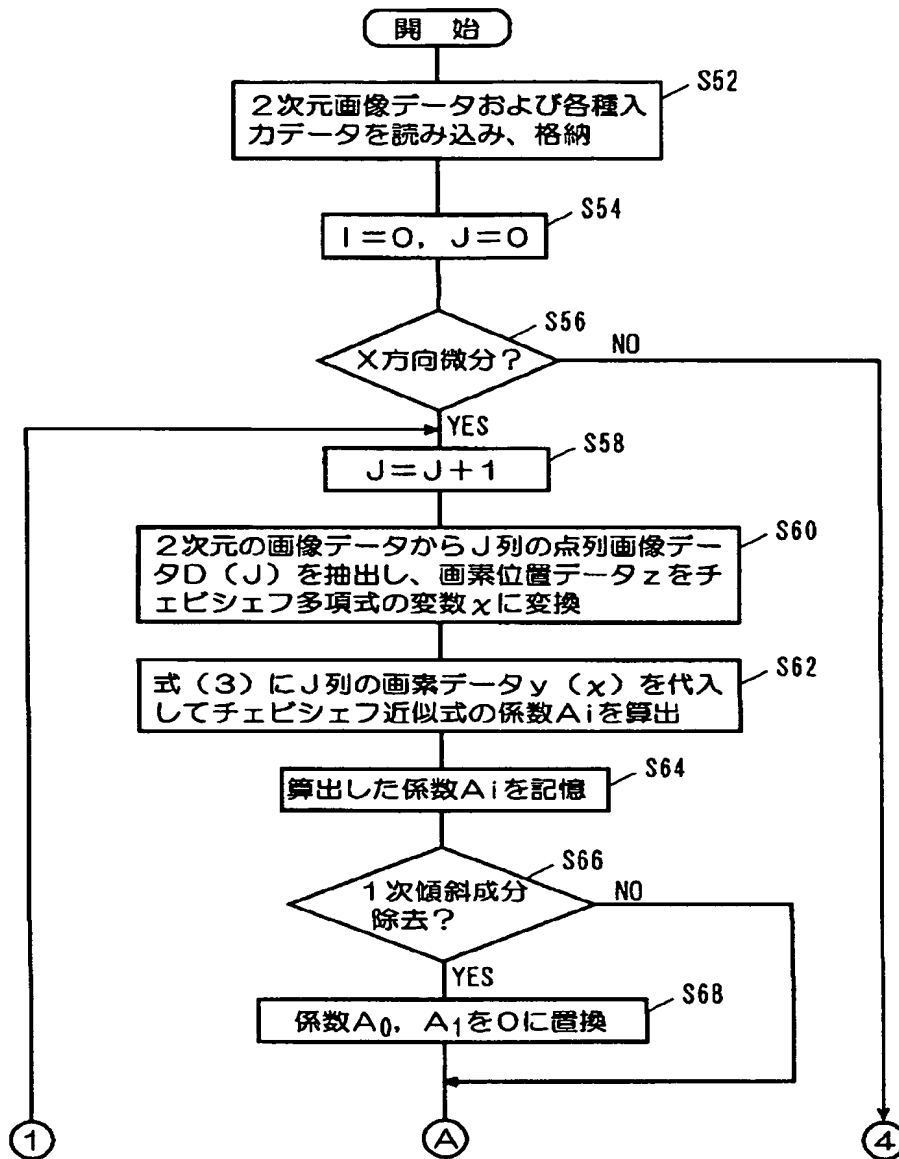 開 始
S52
2次元画像データおよび各種入
力データを読み込み、格納
S54
I=0, J=0
S56
X方向微分?
NO
YES
S58
J=J+1
S60
2次元の画像データからJ列の点列画像デー
タD(J)を抽出し、画素位置データzをチ
ェビシェフ多項式の変数χに変換
S62
式(3)にJ列の画素データy(χ)を代入
してチェビシェフ近似式の係数Aiを算出
S64
算出した係数Aiを記憶
S66
1次傾斜成分
除去?
NO
YES
S68
係数A0, A1を0に置換
1
A
4